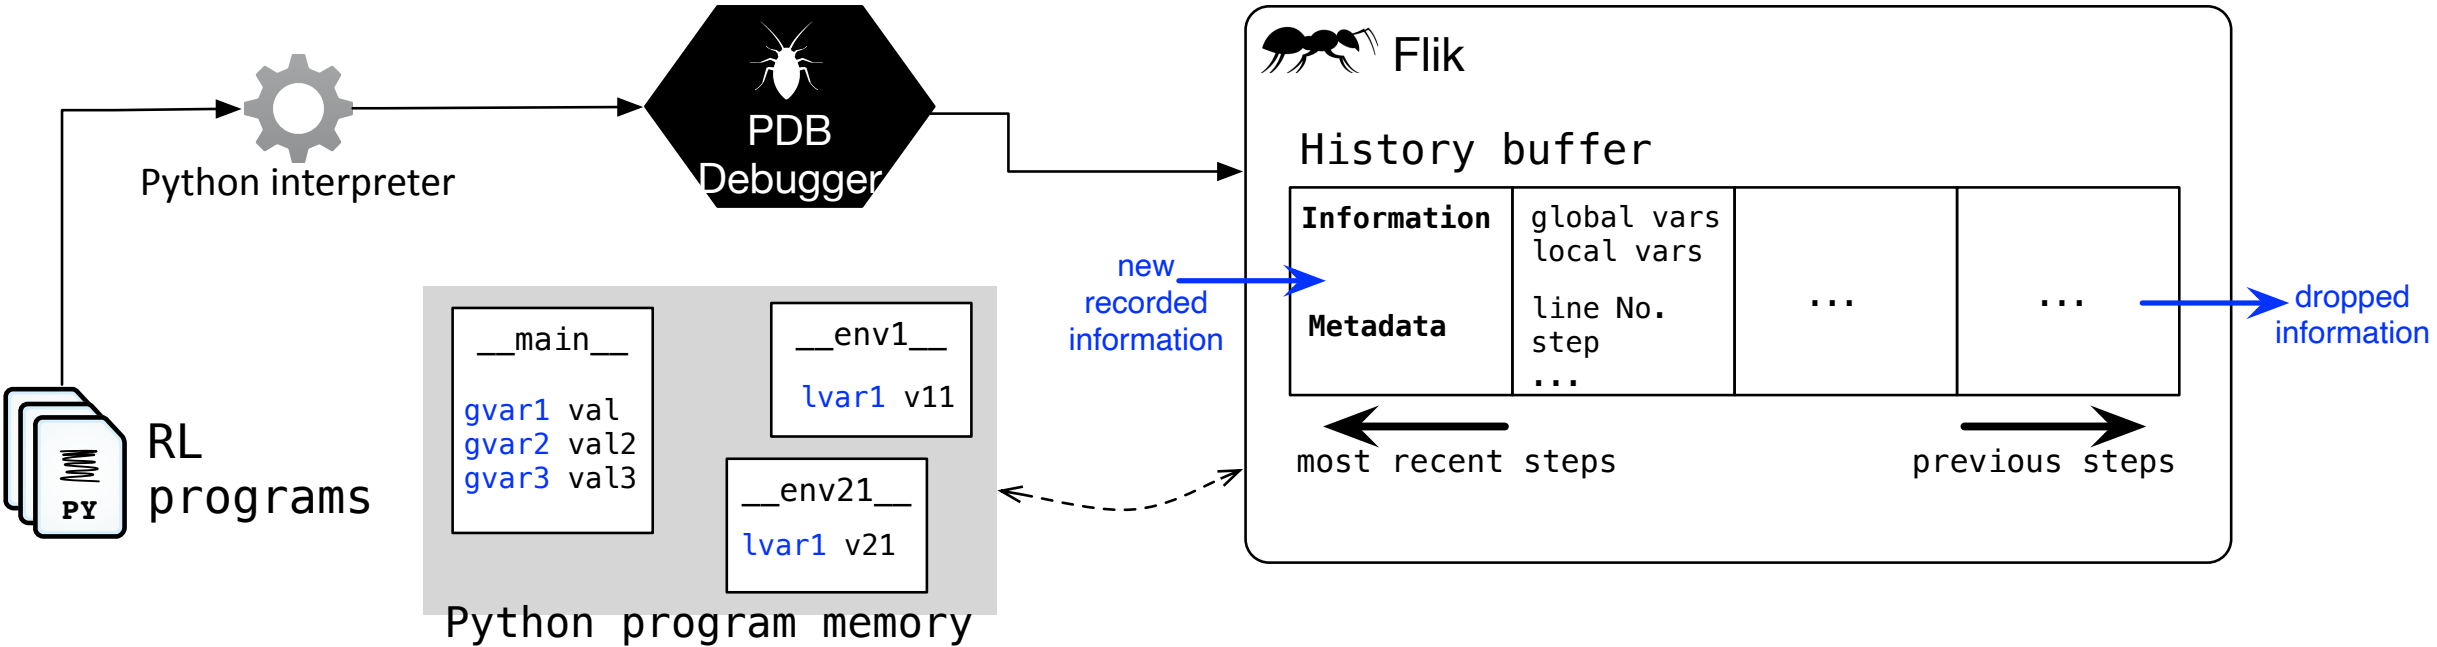 Python interpreter
PDB
Debugger
Flik
History buffer
Information
Metadata
global vars
local vars
line No.
step
...
...
...
new
recorded
information
dropped
information
most recent steps
previous steps
RL
programs
PY
__main__
gvar1 val
gvar2 val2
gvar3 val3
__env1__
lvar1 v11
__env21__
lvar1 v21
Python program memory